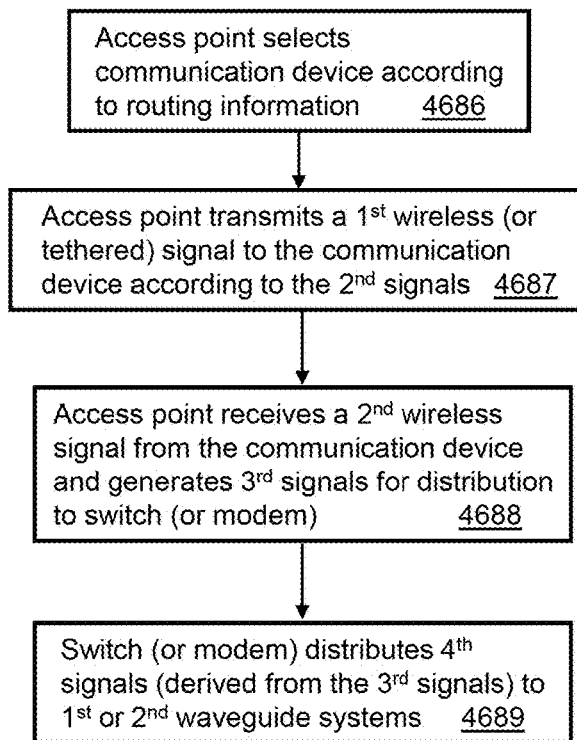 Access point selects
communication device according
to routing information 4686
Access point transmits a 1st wireless (or
tethered) signal to the communication
device according to the 2nd signals 4687
Access point receives a 2nd wireless
signal from the communication device
and generates 3rd signals for distribution
to switch (or modem) 4688
Switch (or modem) distributes 4th
signals (derived from the 3rd signals) to
1st or 2nd waveguide systems 4689